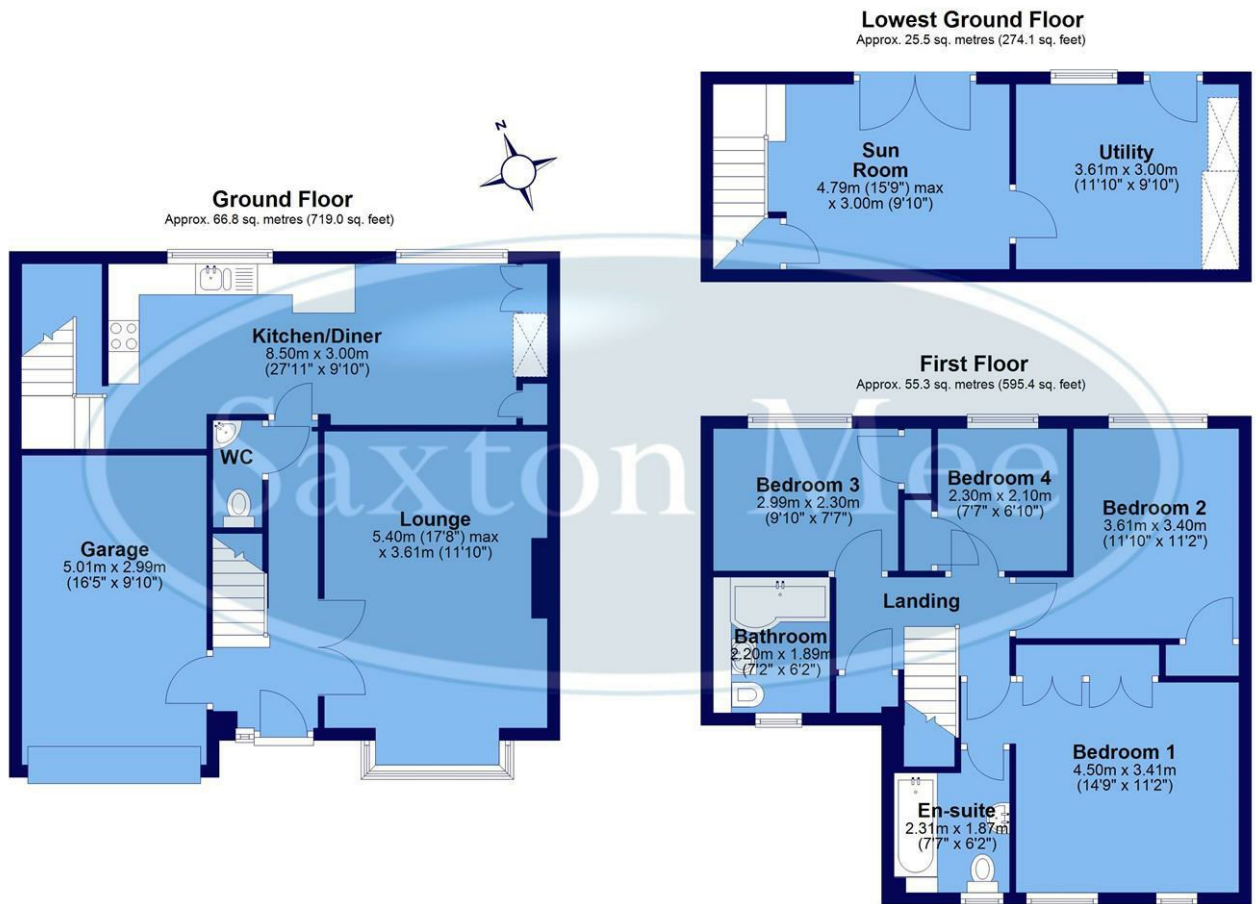 Lowest Ground Floor
Approx. 25.5 sq. metres (274.1 sq. feet)
Sun
Room
4.79m (15'9") max
x 3.00m (9'10")
Utility
3.61m x 3.00m
(11'10" x 9'10")
N
Ground Floor
Approx. 66.8 sq. metres (719.0 sq. feet)
Kitchen/Diner
8.50m x 3.00m
(27'11" x 9'10")
WC
Lounge
5.40m (17'8") max
x 3.61m (11'10")
Garage
5.01m x 2.99m
(16'5" x 9'10")
First Floor
Approx. 55.3 sq. metres (595.4 sq. feet)
Bedroom 3
2.99m x 2.30m
(9'10" x 7'7")
Bedroom 4
2.30m x 2.10m
(7'7" x 6'10")
Bedroom 2
3.61m x 3.40m
(11'10" x 11'2")
Landing
Bathroom
2.20m x 1.89m
(7'2" x 6'2")
Bedroom 1
4.50m x 3.41m
(14'9" x 11'2")
En-suite
2.31m x 1.87m
(7'7" x 6'2")
Saxton Mee